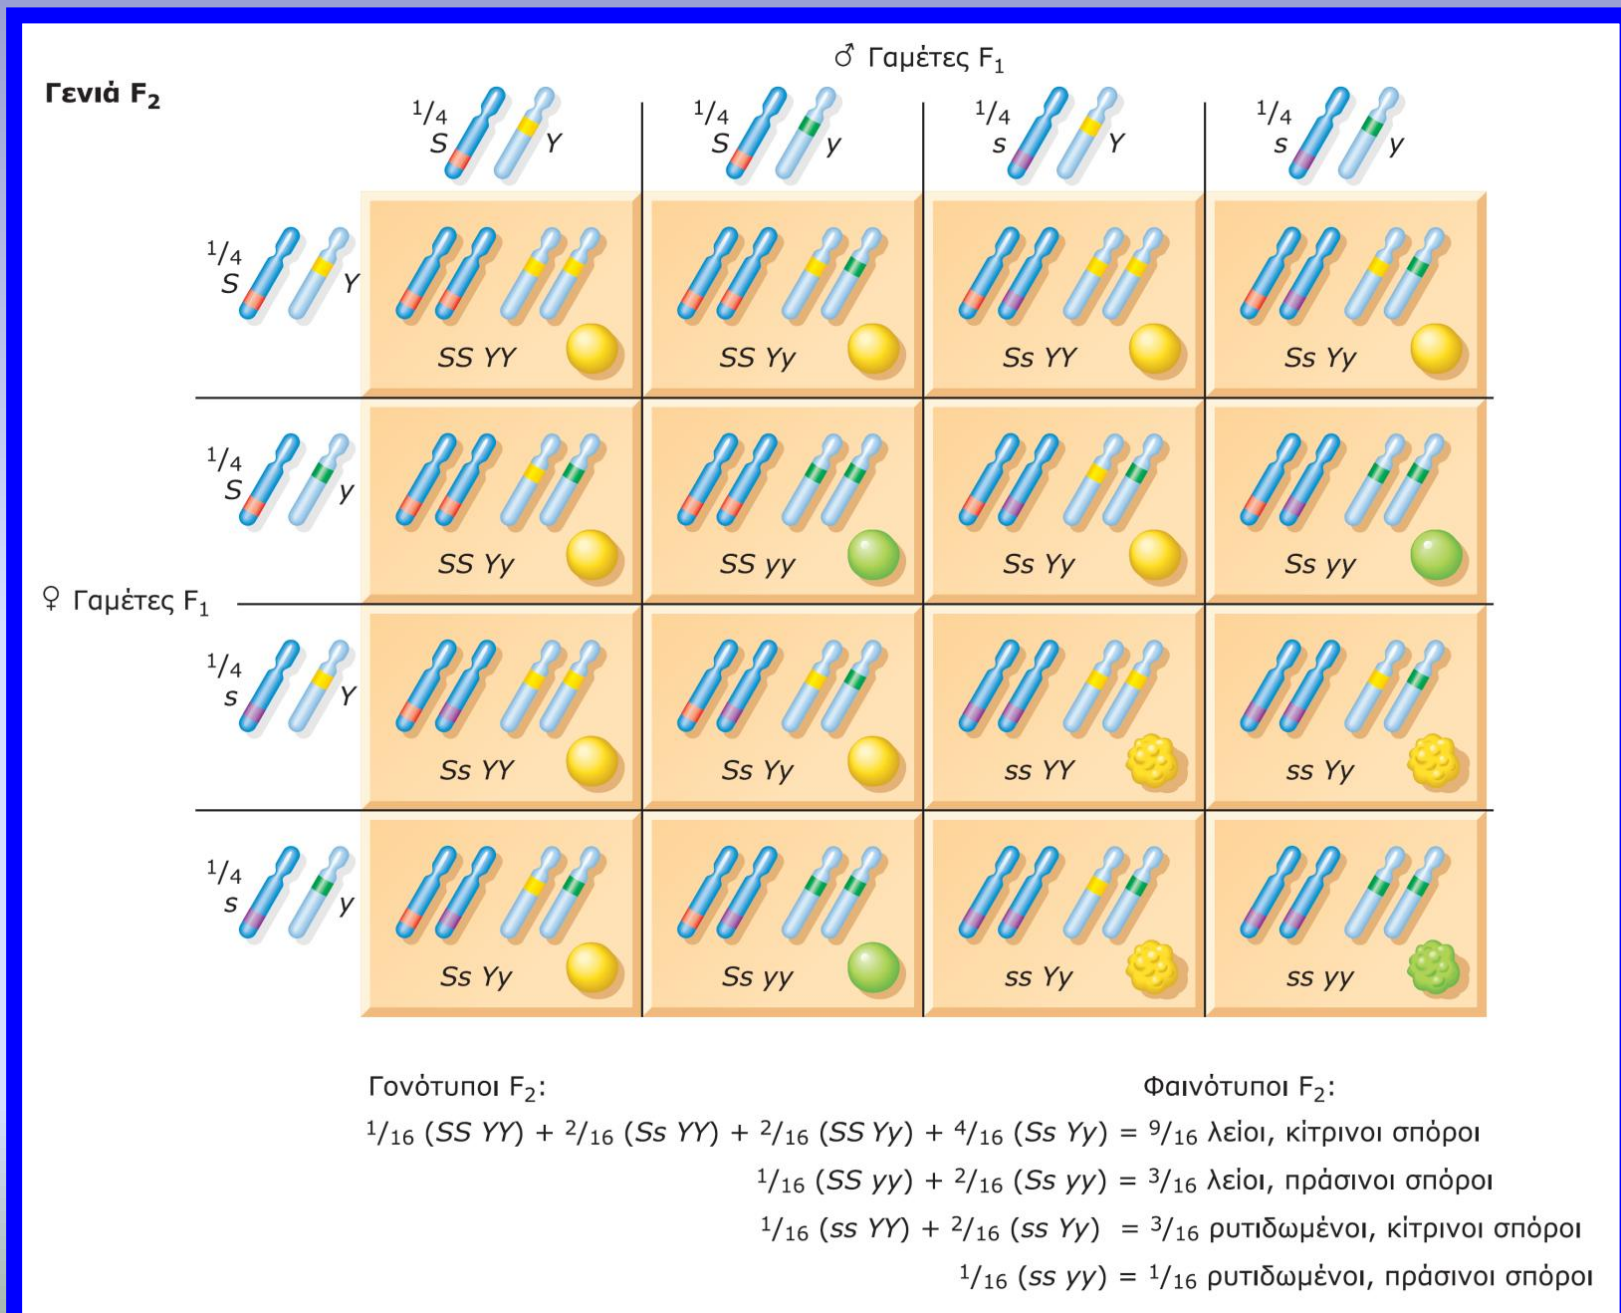 ♂ Γαμέτες F₁
Γενιά F₂
1/4 S Y 1/4 S y 1/4 s Y 1/4 s y
1/4 S Y
SS YY SS Yy Ss YY Ss Yy
1/4 S y
SS Yy SS yy Ss Yy Ss yy
♀ Γαμέτες F₁
1/4 s Y
Ss YY Ss Yy ss YY ss Yy
1/4 s y
Ss Yy Ss yy ss Yy ss yy
Γονότυποι F₂: Φαινότυποι F₂:
1/16 (SS YY) + 2/16 (Ss YY) + 2/16 (SS Yy) + 4/16 (Ss Yy) = 9/16 λείοι, κίτρινοι σπόροι
1/16 (SS yy) + 2/16 (Ss yy) = 3/16 λείοι, πράσινοι σπόροι
1/16 (ss YY) + 2/16 (ss Yy) = 3/16 ρυτιδωμένοι, κίτρινοι σπόροι
1/16 (ss yy) = 1/16 ρυτιδωμένοι, πράσινοι σπόροι